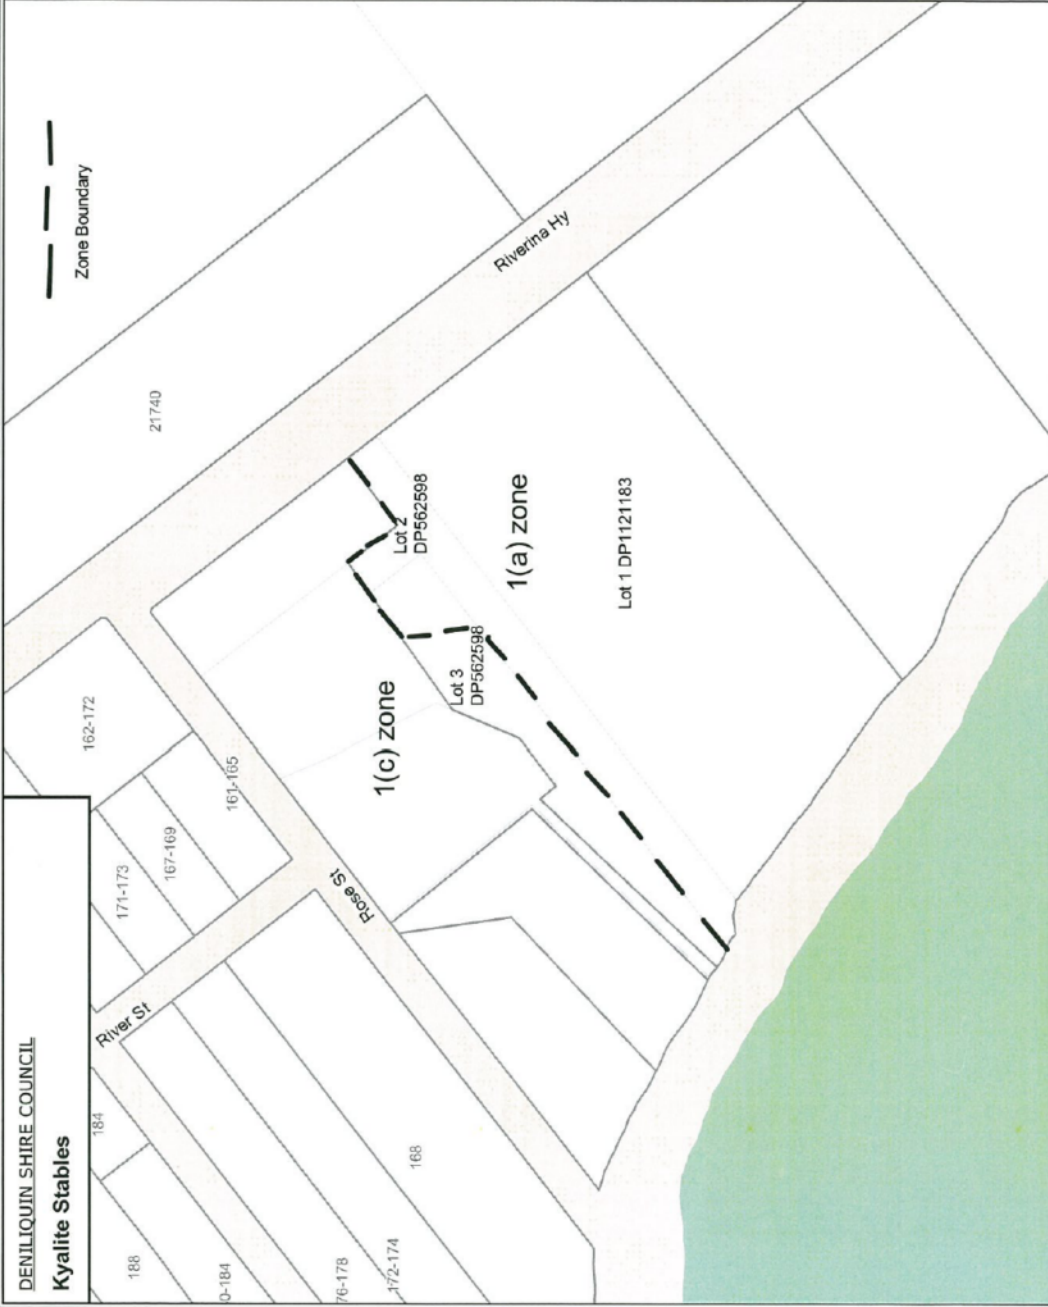 DENILIQUIN SHIRE COUNCIL
Kyalite Stables
Zone Boundary
21740
Riverina Hy
162-172
161-165
167-169
171-173
River St
Rose St
184
188
0-184
76-178
172-174
168
1(c) zone
Lot 3
DP562598
Lot 2
DP562598
1(a) zone
Lot 1 DP1121183